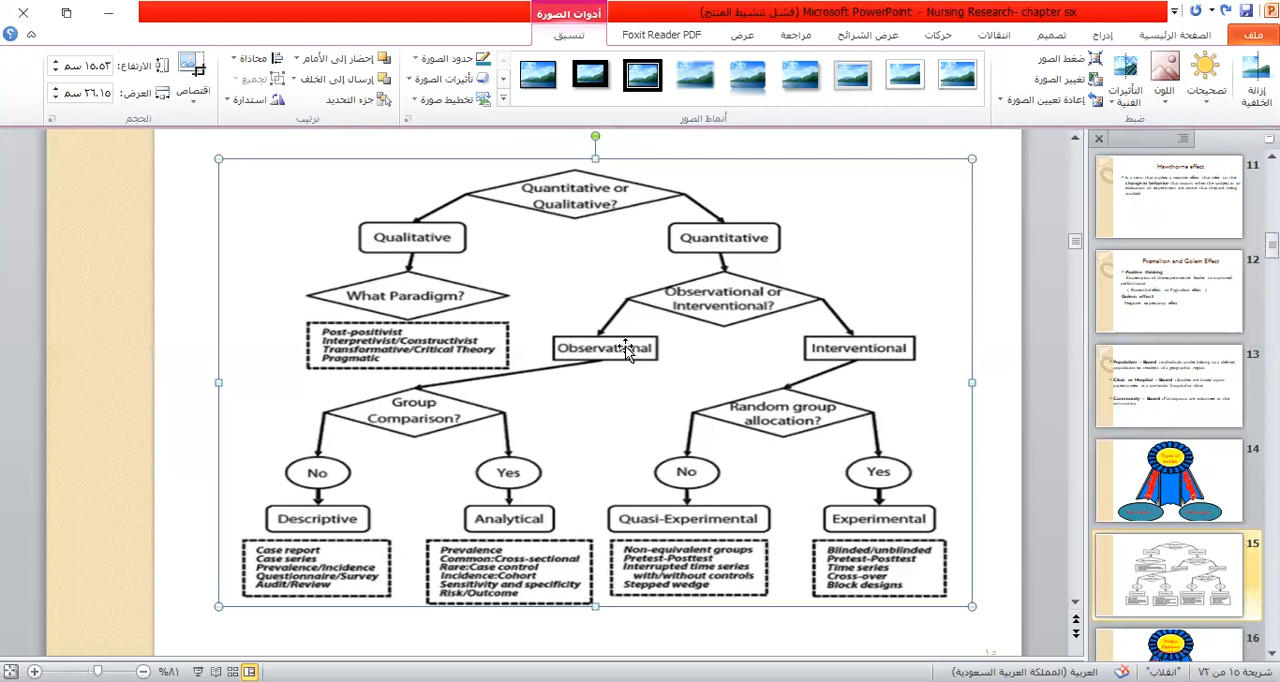 Microsoft PowerPoint - Nursing Research- chapter six (فشل تنشيط المنتج)
أدوات الصورة
ملف
الصفحة الرئيسية
إدراج
تصميم
انتقالات
حركات
عرض الشرائح
مراجعة
عرض
Foxit Reader PDF
تنسيق
إزالة
الخلفية
تصحيحات
اللون
التأثيرات
الفنية
ضغط الصور
تغيير الصورة
إعادة تعيين الصورة
ضبط
أنماط الصور
حدود الصورة
تأثيرات الصورة
تخطيط صورة
إحضار إلى الأمام
إرسال إلى الخلف
جزء التحديد
محاذاة
تجميع
استدارة
ترتيب
اقتصاص
الارتفاع: ١٥.٥٣ سم
العرض: ٢٦.١٥ سم
الحجم
Quantitative or
Qualitative?
Qualitative
Quantitative
What Paradigm?
Observational or
Interventional?
Post-positivist
Interpretivist/Constructivist
Transformative/Critical Theory
Pragmatic
Observational
Interventional
Group
Comparison?
Random group
allocation?
No
Yes
No
Yes
Descriptive
Analytical
Quasi-Experimental
Experimental
Case report
Case series
Prevalence/Incidence
Questionnaire/Survey
Audit/Review
Prevalence
Common:Cross-sectional
Rare:Case control
Incidence:Cohort
Sensitivity and specificity
Risk/Outcome
Non-equivalent groups
Pretest-Posttest
Interrupted time series
with/without controls
Stepped wedge
Blinded/unblinded
Pretest-Posttest
Time series
Cross-over
Block designs
١٥
11
Hawthorne effect
12
Pygmalion and Golem Effect
Positive thinking
Golem effect
13
14
Types of
studies
15
16
شريحة ١٥ من ٧٢
"انقلاب"
العربية (المملكة العربية السعودية)
٨١%